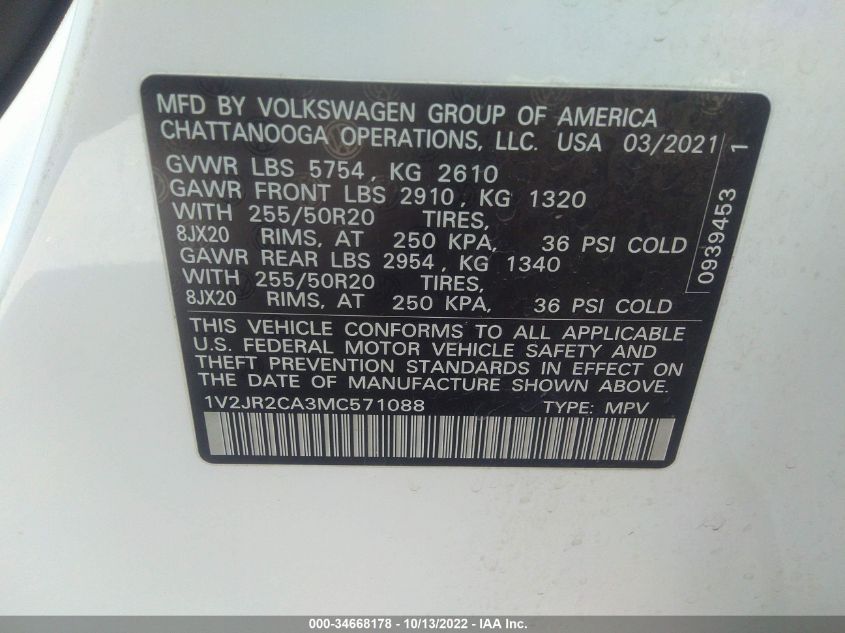 MFD BY VOLKSWAGEN GROUP OF AMERICA
CHATTANOOGA OPERATIONS, LLC. USA 03/2021
GVWR LBS 5754, KG 2610
GAWR FRONT LBS 2910, KG 1320
WITH 255/50R20 TIRES,
8JX20 RIMS, AT 250 KPA, 36 PSI COLD
GAWR REAR LBS 2954, KG 1340
WITH 255/50R20 TIRES,
8JX20 RIMS, AT 250 KPA, 36 PSI COLD
THIS VEHICLE CONFORMS TO ALL APPLICABLE
U.S. FEDERAL MOTOR VEHICLE SAFETY AND
THEFT PREVENTION STANDARDS IN EFFECT ON
THE DATE OF MANUFACTURE SHOWN ABOVE.
1V2JR2CA3MC571088 TYPE: MPV
0939453 1
000-34668178 - 10/13/2022 - IAA Inc.